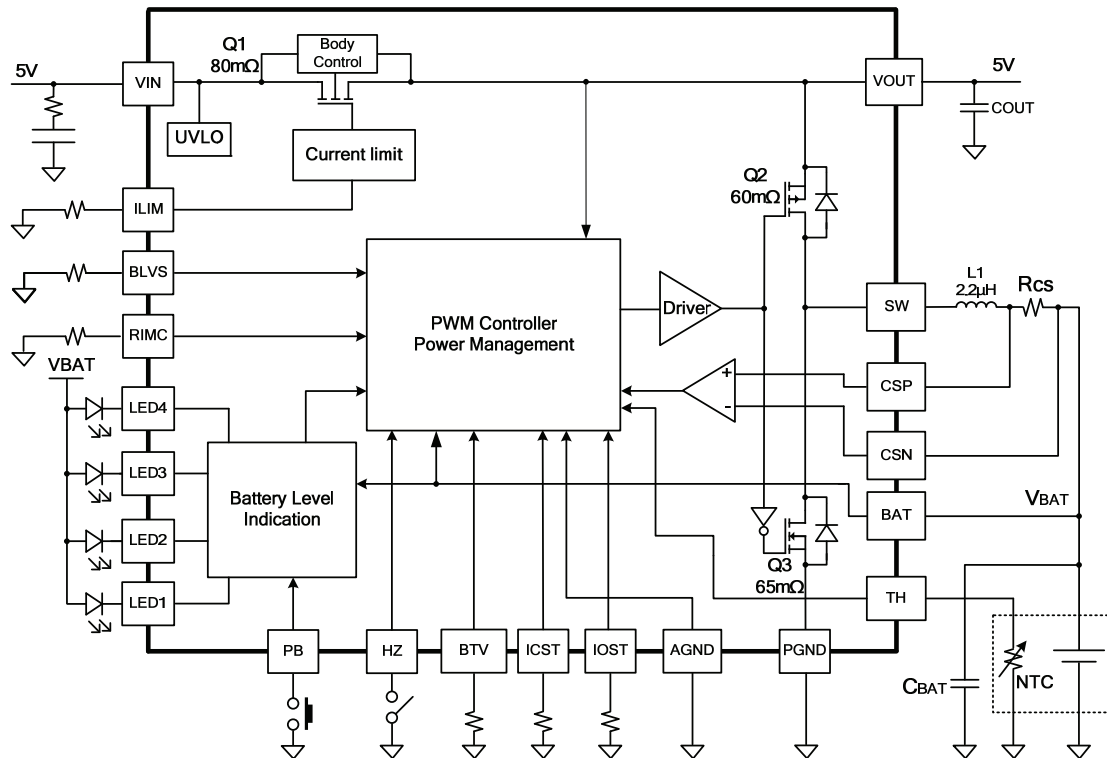 Q1
80mΩ
Body
Control
5V
VIN
VOUT
5V
UVLO
Current limit
COUT
ILIM
Q2
60mΩ
BLVS
RIMC
PWM Controller
Power Management
Driver
SW
L1
2.2µH
Rcs
VBAT
LED4
LED3
LED2
LED1
+
-
CSP
CSN
Battery Level
Indication
BAT
VBAT
Q3
65mΩ
TH
PB
HZ
BTV
ICST
IOST
AGND
PGND
CBAT
NTC